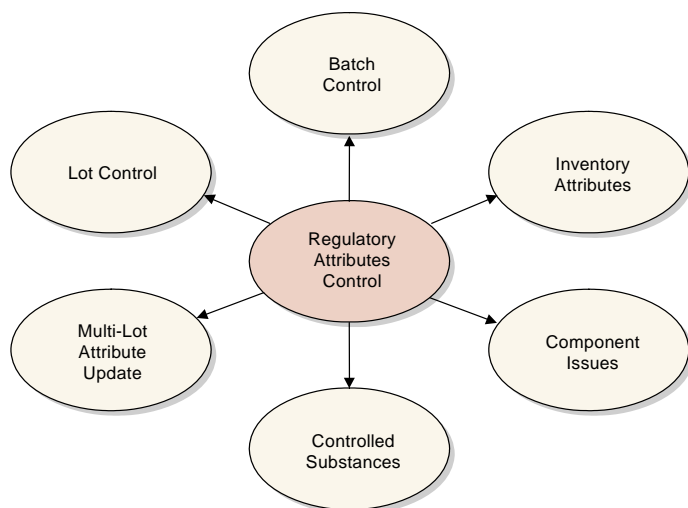 Batch
Control
Lot Control
Inventory
Attributes
Regulatory
Attributes
Control
Multi-Lot
Attribute
Update
Component
Issues
Controlled
Substances